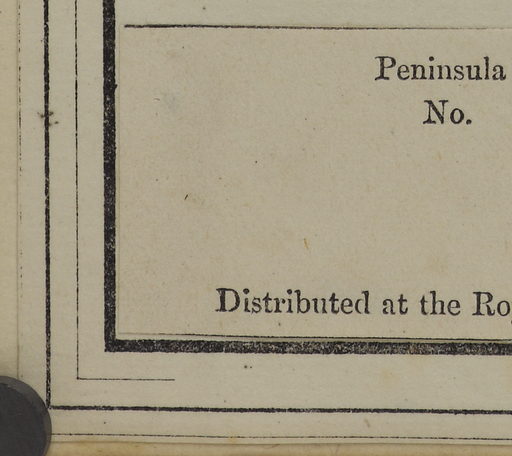 Peninsula
No.
Distributed at the